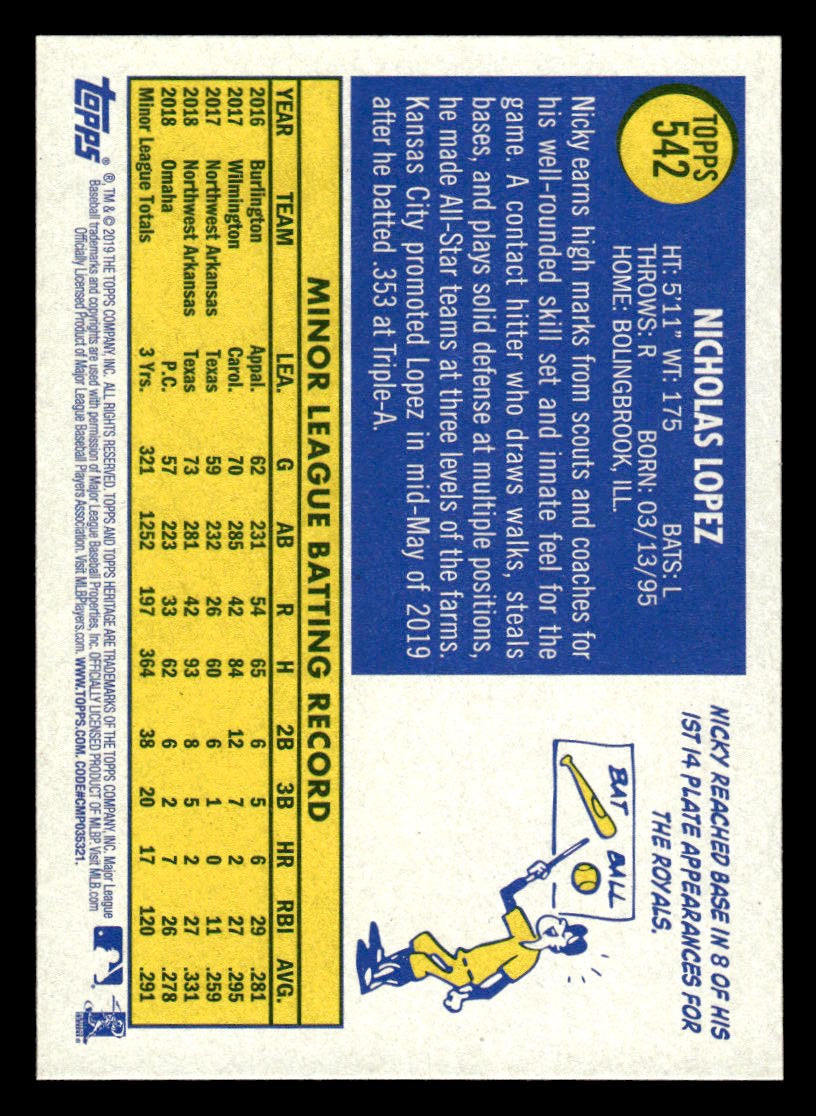 TOPPS
542
NICHOLAS LOPEZ
HT: 5'11" WT: 175 BATS: L
THROWS: R BORN: 03/13/95
HOME: BOLINGBROOK, ILL.
Nicky earns high marks from scouts and coaches for
his well-rounded skill set and innate feel for the
game. A contact hitter who draws walks, steals
bases, and plays solid defense at multiple positions,
he made All-Star teams at three levels of the farms.
Kansas City promoted Lopez in mid-May of 2019
after he batted .353 at Triple-A.
NICKY REACHED BASE IN 8 OF HIS
1ST 14 PLATE APPEARANCES FOR
THE ROYALS.
BAT BALL
MINOR LEAGUE BATTING RECORD
YEAR TEAM LEA. G AB R H 2B 3B HR RBI AVG.
2016 Burlington Appal. 62 231 54 65 6 5 6 29 .281
2017 Wilmington Carol. 70 285 42 84 12 7 2 27 .295
2017 Northwest Arkansas Texas 59 232 26 60 6 1 0 11 .259
2018 Northwest Arkansas Texas 73 281 42 93 8 5 2 27 .331
2018 Omaha P.C. 57 223 33 62 6 2 7 26 .278
Minor League Totals 3 Yrs. 321 1252 197 364 38 20 17 120 .291
topps®
®, TM & © 2019 THE TOPPS COMPANY, INC. ALL RIGHTS RESERVED. TOPPS AND TOPPS HERITAGE ARE TRADEMARKS OF THE TOPPS COMPANY, INC. Major League
Baseball trademarks and copyrights are used with permission of Major League Baseball Properties, Inc. OFFICIALLY LICENSED PRODUCT OF MLBP. Visit MLB.com
Officially Licensed Product of Major League Baseball Players Association. Visit MLBPlayers.com. WWW.TOPPS.COM. CODE#CMP035321.